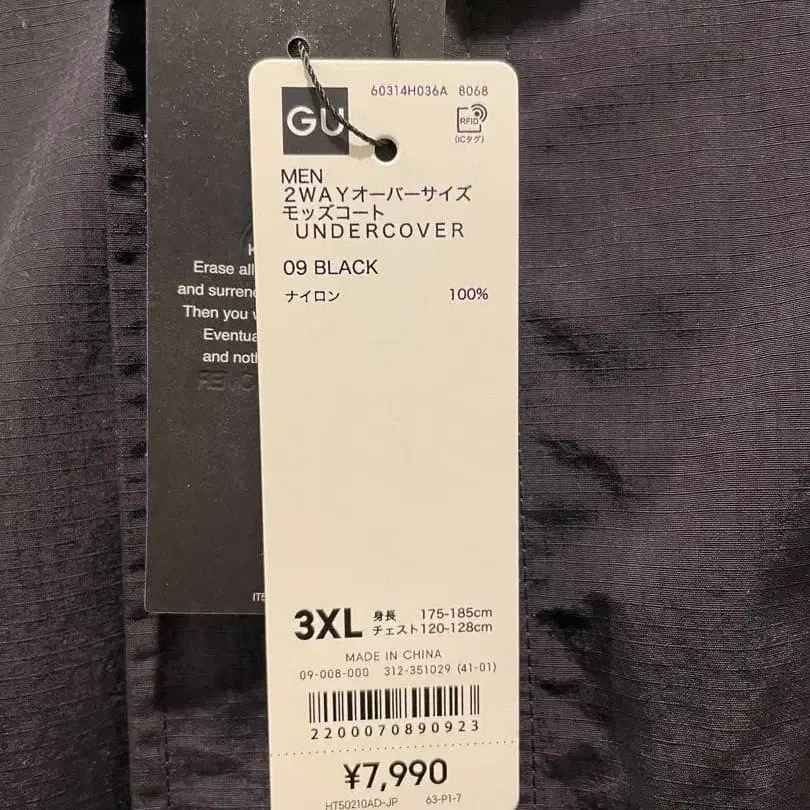 60314H036A 8068
GU
RFID
(ICタグ)
MEN
2WAYオーバーサイズ
モッズコート
UNDERCOVER
09 BLACK
ナイロン 100%
Erase all
and
Then you
and
3XL 身長 175-185cm
チェスト120-128cm
MADE IN CHINA
09-008-000 312-351029 (41-01)
2200070890923
¥7,990
HT50210AD-JP 63-P1-7